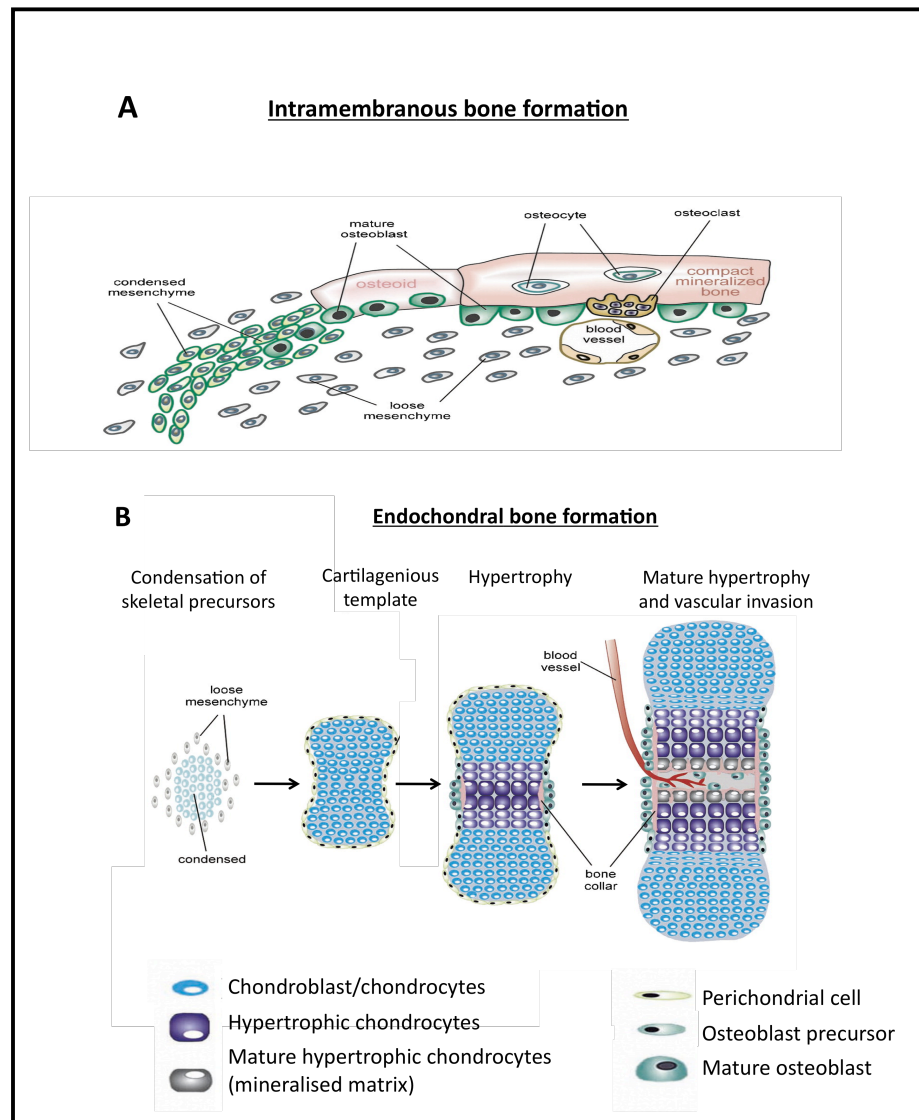 A
Intramembranous bone formation
mature
osteoblast
osteocyte
osteoclast
condensed
mesenchyme
osteoid
compact
mineralized
bone
blood
vessel
loose
mesenchyme
B
Endochondral bone formation
Condensation of
skeletal precursors
Cartilagenious
template
Hypertrophy
Mature hypertrophy
and vascular invasion
loose
mesenchyme
condensed
blood
vessel
bone
collar
Chondroblast/chondrocytes
Hypertrophic chondrocytes
Mature hypertrophic chondrocytes
(mineralised matrix)
Perichondrial cell
Osteoblast precursor
Mature osteoblast